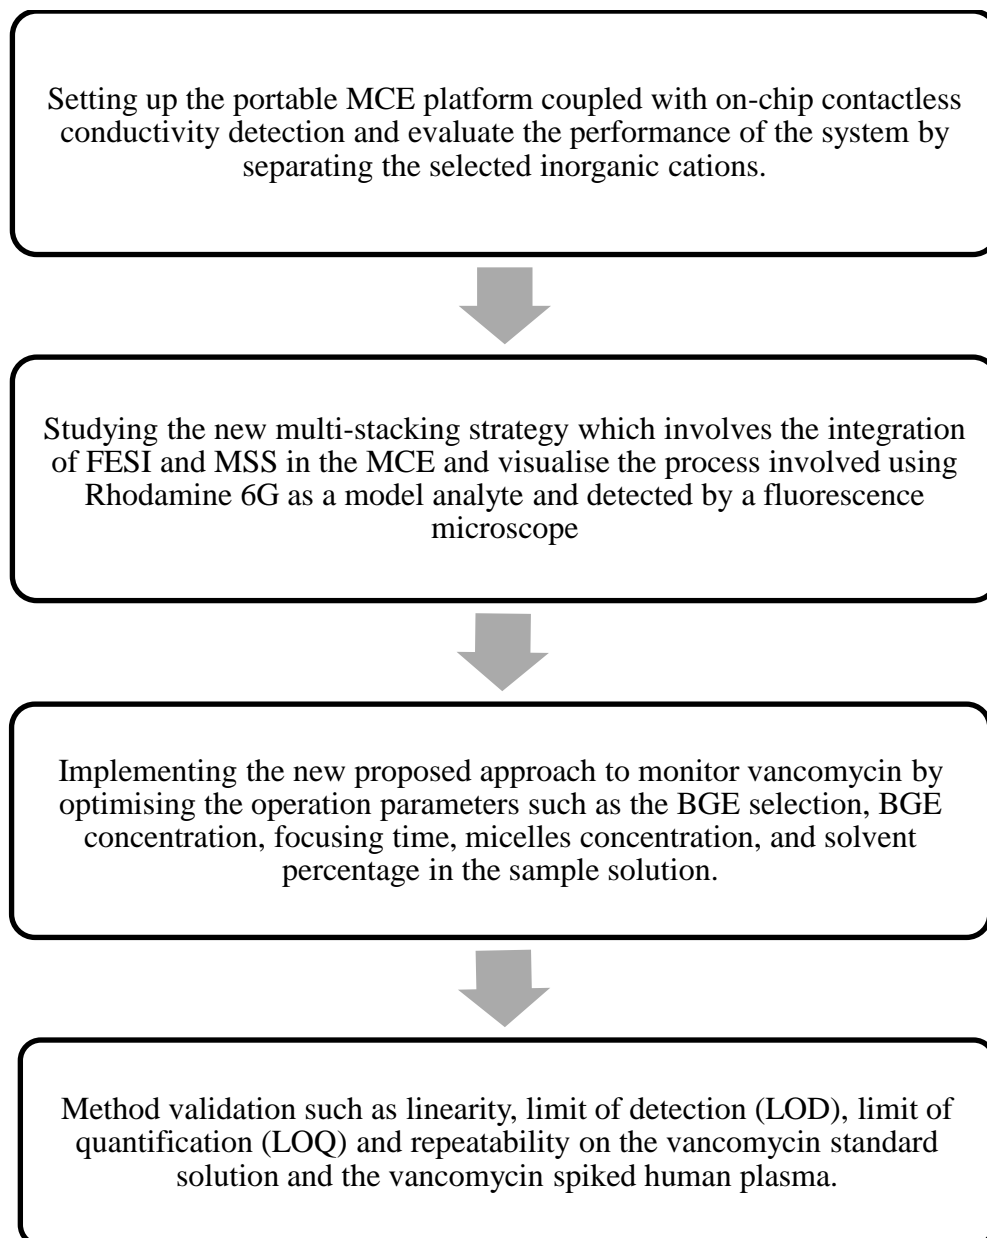 Setting up the portable MCE platform coupled with on-chip contactless
conductivity detection and evaluate the performance of the system by
separating the selected inorganic cations.
Studying the new multi-stacking strategy which involves the integration
of FESI and MSS in the MCE and visualise the process involved using
Rhodamine 6G as a model analyte and detected by a fluorescence
microscope
Implementing the new proposed approach to monitor vancomycin by
optimising the operation parameters such as the BGE selection, BGE
concentration, focusing time, micelles concentration, and solvent
percentage in the sample solution.
Method validation such as linearity, limit of detection (LOD), limit of
quantification (LOQ) and repeatability on the vancomycin standard
solution and the vancomycin spiked human plasma.